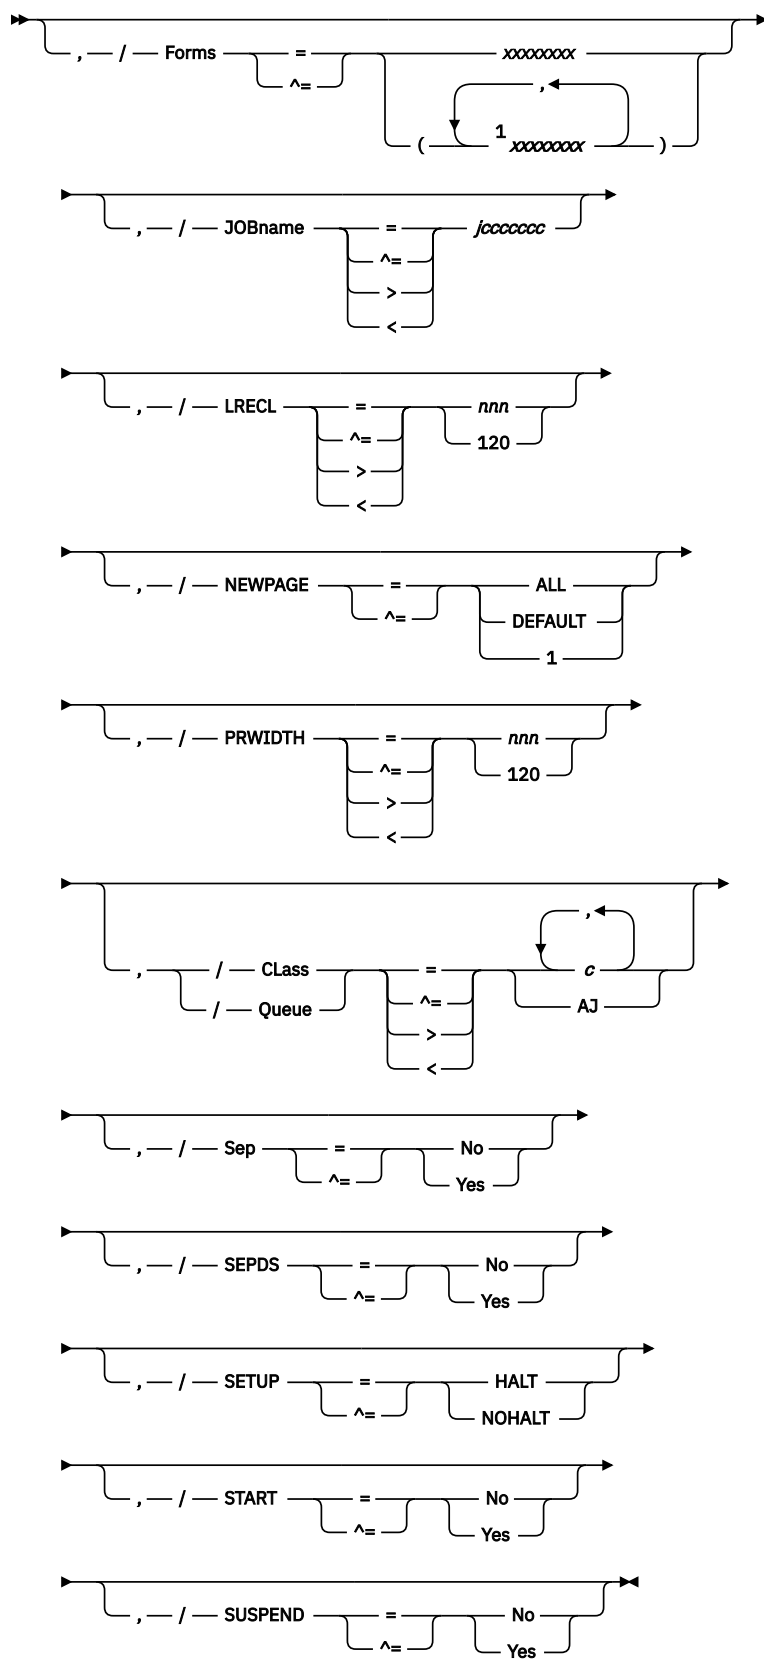 , / Forms = xxxxxxxx
^= ,
( 1 xxxxxxxx )
, / JOBname = jccccccc
^=
>
<
, / LRECL = nnn
^= 120
>
<
, / NEWPAGE = ALL
^= DEFAULT
1
, / PRWIDTH = nnn
^= 120
>
<
,
, / CLass = c
/ Queue ^= AJ
>
<
, / Sep = No
^= Yes
, / SEPDS = No
^= Yes
, / SETUP = HALT
^= NOHALT
, / START = No
^= Yes
, / SUSPEND = No
^= Yes